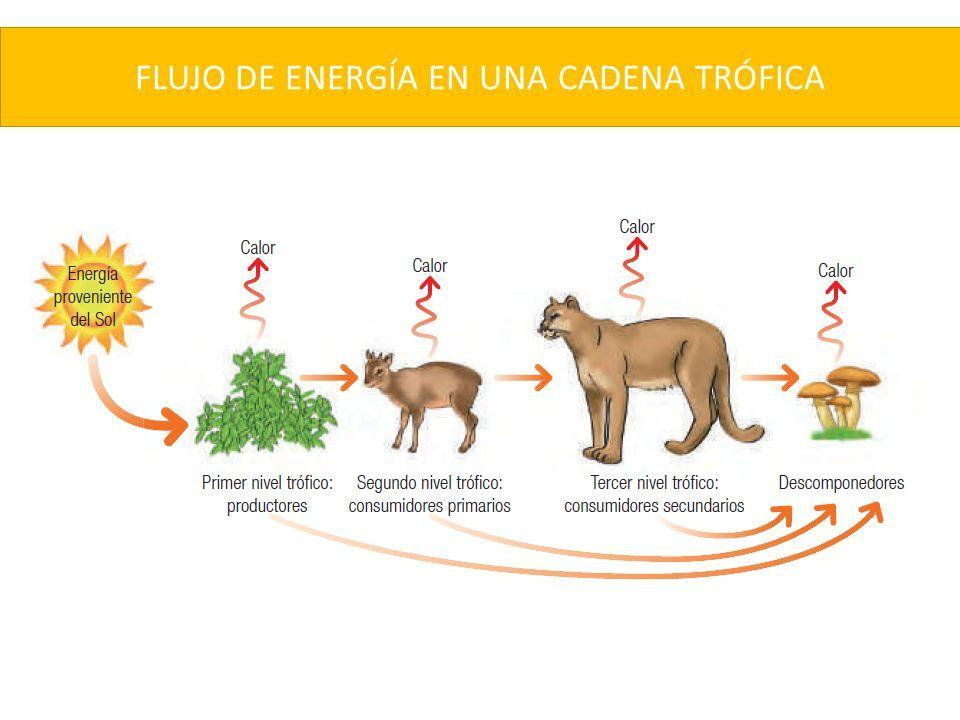 FLUJO DE ENERGÍA EN UNA CADENA TRÓFICA
Energía
proveniente
del Sol
Calor
Calor
Calor
Calor
Primer nivel trófico:
productores
Segundo nivel trófico:
consumidores primarios
Tercer nivel trófico:
consumidores secundarios
Descomponedores